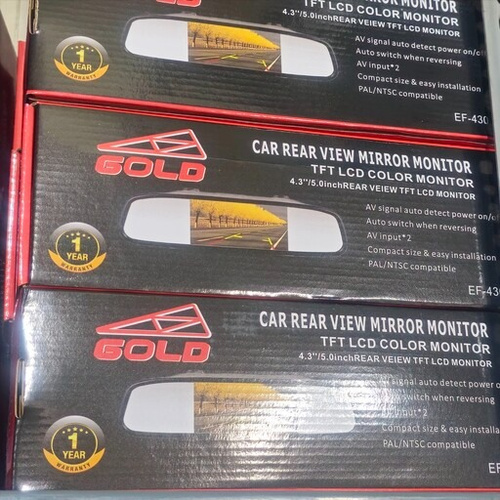 TFT LCD COLOR MONITOR
4.3''/5.0inchREAR VEIEW TFT LCD MONITOR
AV signal auto detect power on/
Auto switch when reversing
AV input*2
Compact size & easy installation
PAL/NTSC compatible
1
YEAR
WARRANTY
EF-430
GOLD
CAR REAR VIEW MIRROR MONITOR
TFT LCD COLOR MONITOR
4.3''/5.0inchREAR VEIEW TFT LCD MONITOR
AV signal auto detect power on/
Auto switch when reversing
AV input*2
Compact size & easy installation
PAL/NTSC compatible
1
YEAR
WARRANTY
EF-430
GOLD
CAR REAR VIEW MIRROR MONITOR
TFT LCD COLOR MONITOR
4.3''/5.0inchREAR VEIEW TFT LCD MONITOR
AV signal auto detect power
switch when reversing
input*2
Compact size & easy installa
PAL/NTSC compatible
1
YEAR
WARRANTY
EF